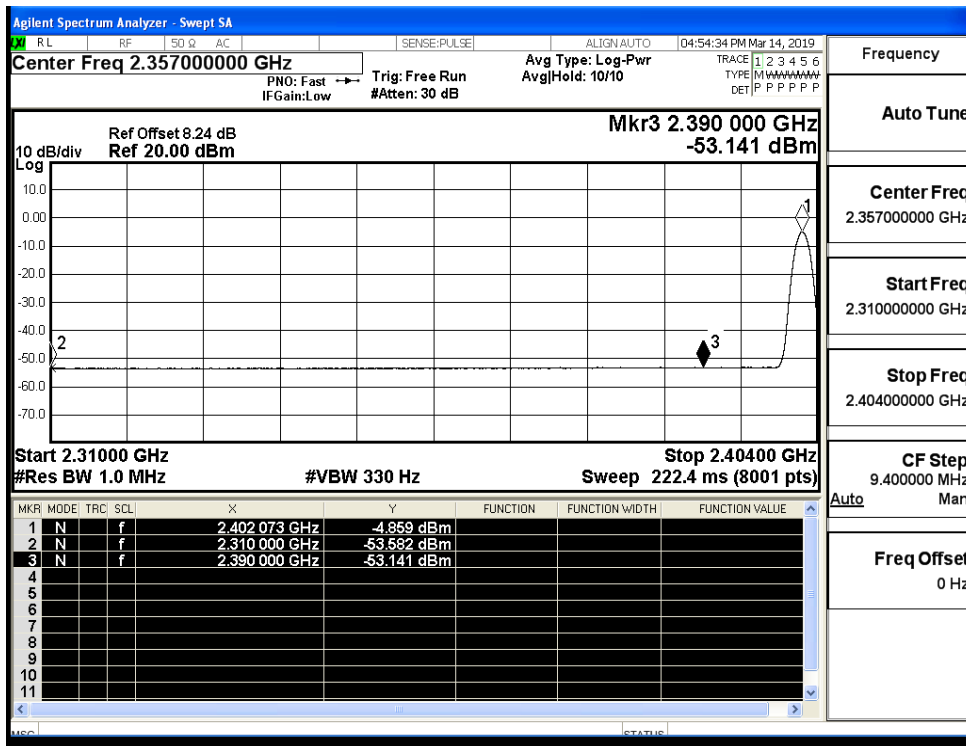 Agilent Spectrum Analyzer - Swept SA
LXI RL RF 50 Ω AC SENSE:PULSE ALIGN AUTO 04:54:34 PM Mar 14, 2019
Center Freq 2.357000000 GHz
PNO: Fast
IFGain:Low
Trig: Free Run
#Atten: 30 dB
Avg Type: Log-Pwr
Avg|Hold: 10/10
TRACE 1 2 3 4 5 6
TYPE M WWWWW
DET P P P P P P
Ref Offset 8.24 dB
10 dB/div Ref 20.00 dBm
Log
Mkr3 2.390 000 GHz
-53.141 dBm
10.0
0.00
-10.0
-20.0
-30.0
-40.0
-50.0
-60.0
-70.0
1
2
3
Start 2.31000 GHz Stop 2.40400 GHz
#Res BW 1.0 MHz #VBW 330 Hz Sweep 222.4 ms (8001 pts)
MKR MODE TRC SCL X Y FUNCTION FUNCTION WIDTH FUNCTION VALUE
1 N f 2.402 073 GHz -4.859 dBm
2 N f 2.310 000 GHz -53.582 dBm
3 N f 2.390 000 GHz -53.141 dBm
4
5
6
7
8
9
10
11
MSG STATUS
Frequency
Auto Tune
Center Freq
2.357000000 GHz
Start Freq
2.310000000 GHz
Stop Freq
2.404000000 GHz
CF Step
9.400000 MHz
Auto Man
Freq Offset
0 Hz